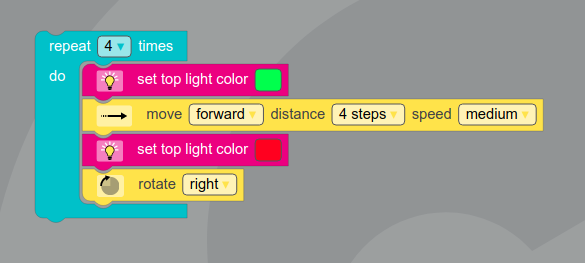 repeat 4 times
do
set top light color
move forward distance 4 steps speed medium
set top light color
rotate right